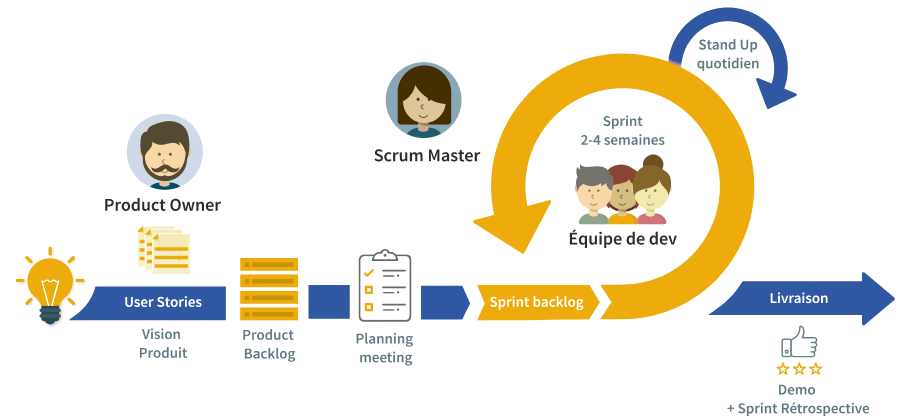 Stand Up
quotidien
Sprint
2-4 semaines
Scrum Master
Product Owner
Équipe de dev
User Stories
Sprint backlog
Livraison
Vision
Produit
Product
Backlog
Planning
meeting
Demo
+ Sprint Rétrospective